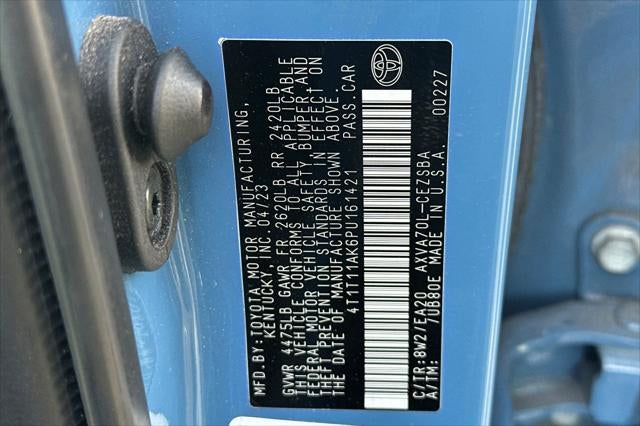 MFD.BY: TOYOTA MOTOR MANUFACTURING,
KENTUCKY, INC. 04/23
GVWR 4475LB GAWR FR 2620LB RR 2420LB
THIS VEHICLE CONFORMS TO ALL APPLICABLE
FEDERAL MOTOR VEHICLE SAFETY, BUMPER AND
THEFT PREVENTION STANDARDS IN EFFECT ON
THE DATE OF MANUFACTURE SHOWN ABOVE.
4T1T11AK6PU161421 PASS.CAR
C/TR:8W2/EA20 AXVA70L-CEZSBA
A/TM: 70B80E MADE IN U.S.A. 00227